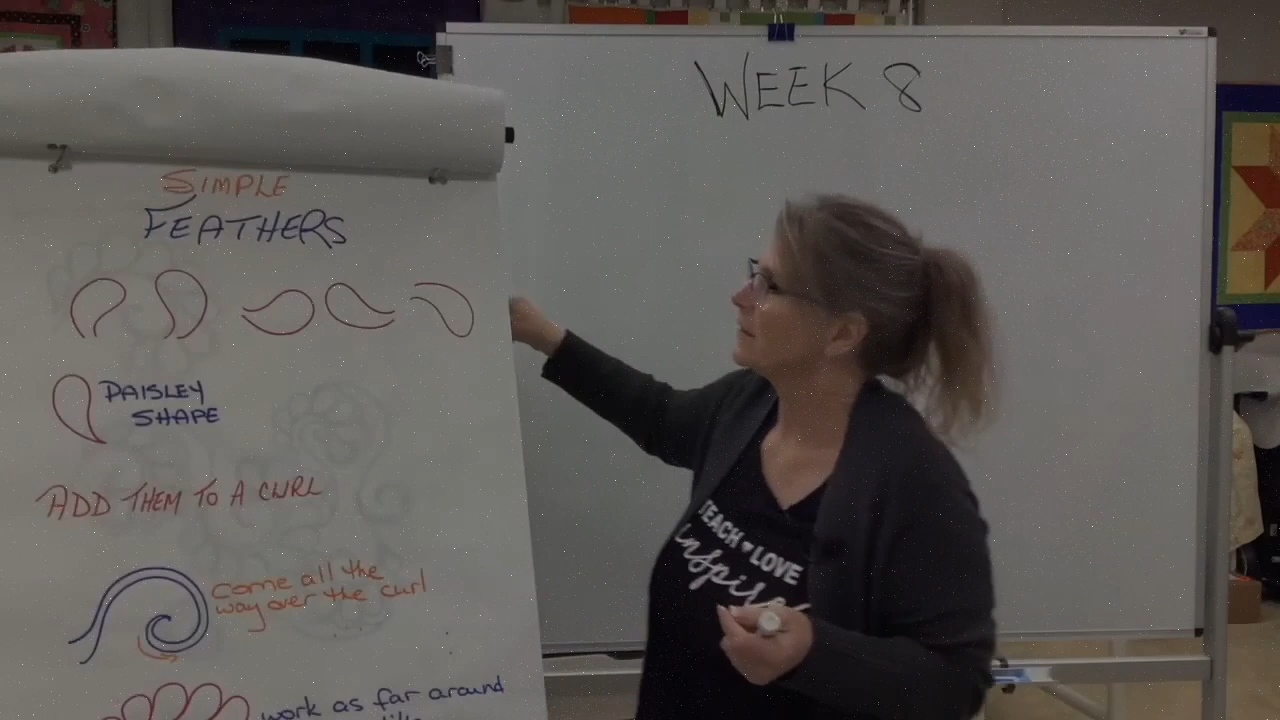 WEEK 8
SIMPLE
FEATHERS
PAISLEY
SHAPE
ADD THEM TO A CURL
come all the
way over the curl
work as far around
TEACH ♥ LOVE
inspire